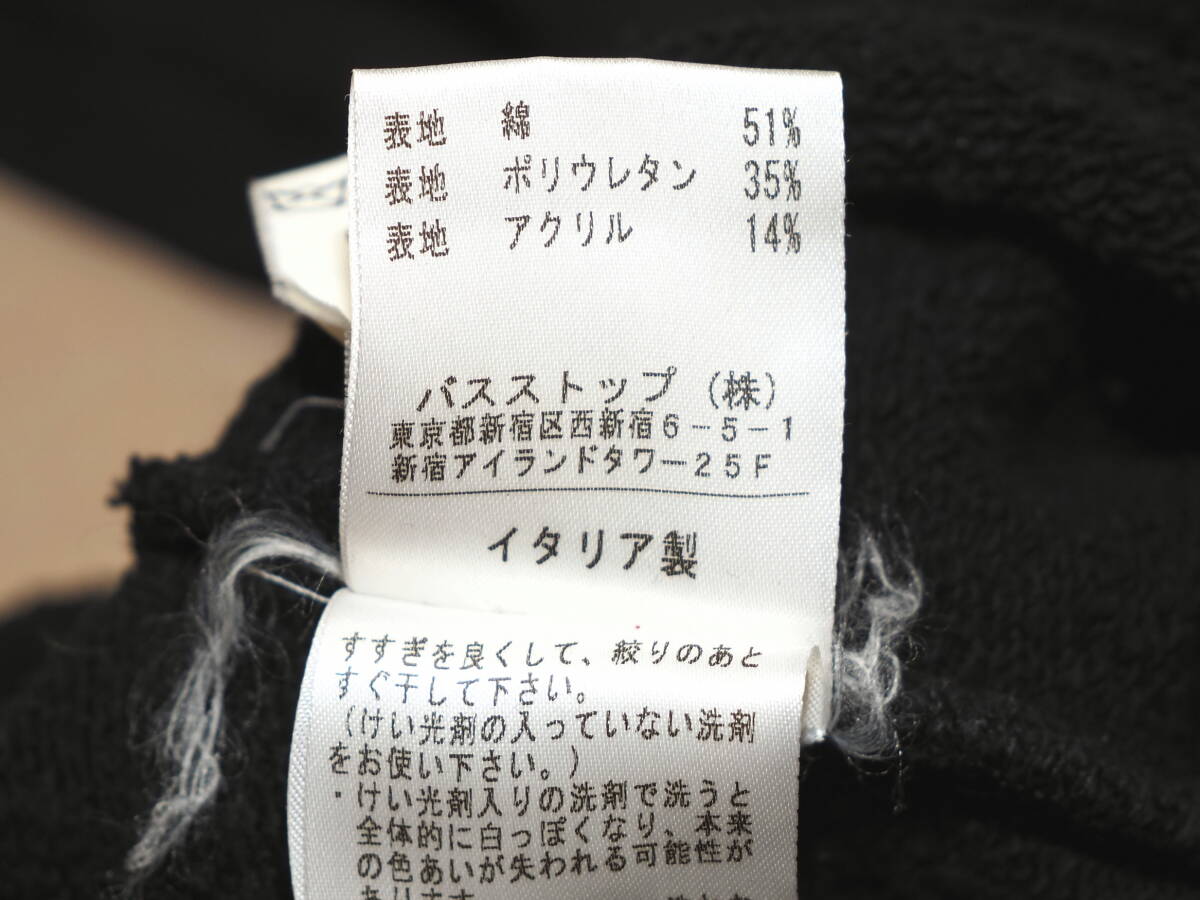 表地 綿 51%
表地 ポリウレタン 35%
表地 アクリル 14%
バスストップ (株)
東京都新宿区西新宿6-5-1
新宿アイランドタワー25F
イタリア製
すすぎを良くして、絞りのあと
すぐ干して下さい。
(けい光剤の入っていない洗剤
をお使い下さい。)
・けい光剤入りの洗剤で洗うと
全体的に白っぽくなり、本来
の色あいが失われる可能性が
あります